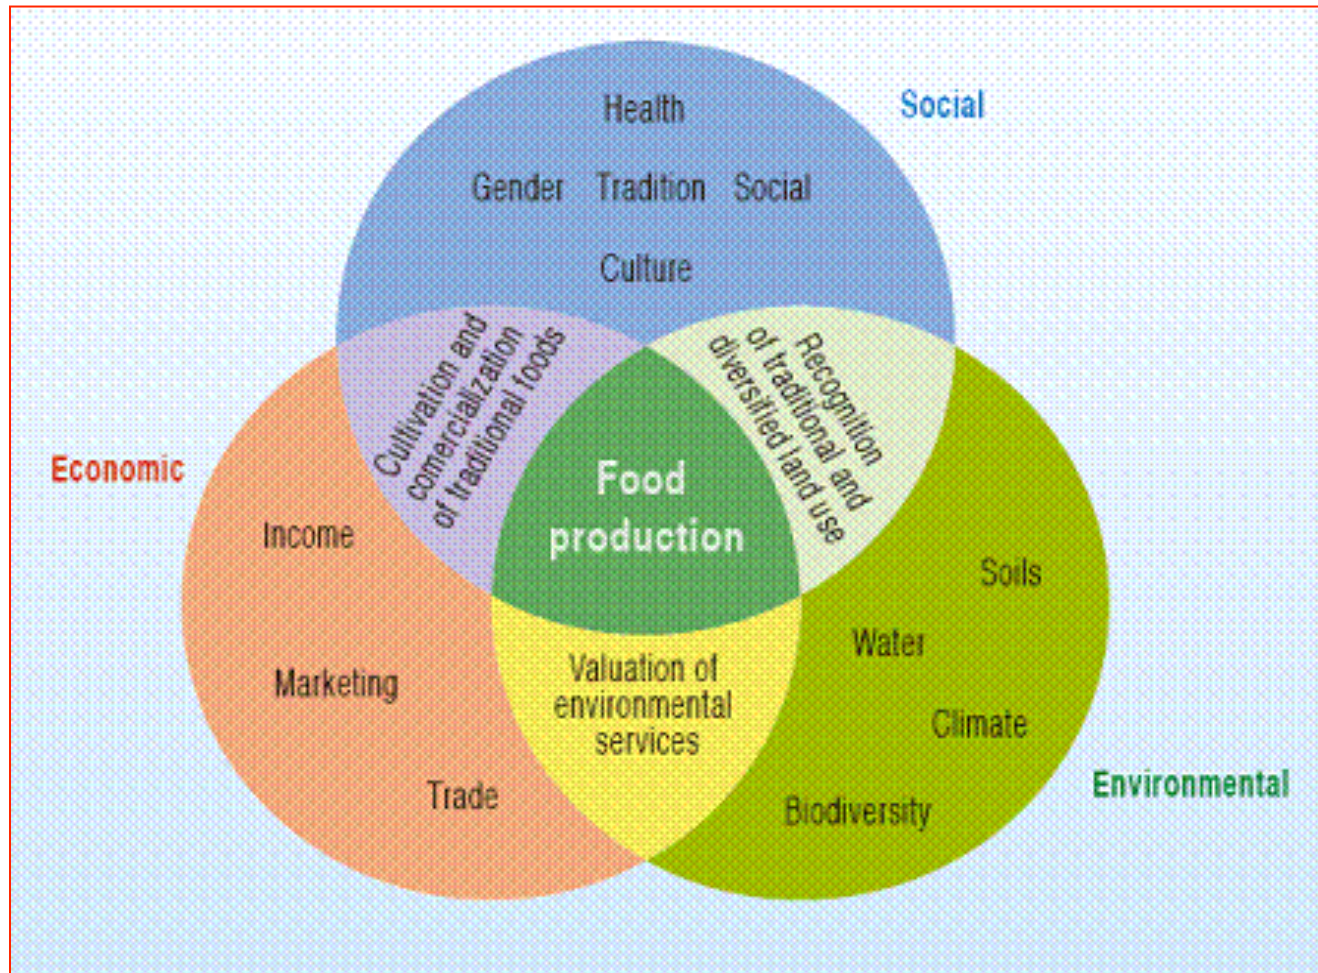 Social
Health
Gender Tradition Social
Culture
Cultivation and
comercialization
of traditional foods
Recognition
of traditional and
diversified land use
Economic
Food
production
Income
Marketing
Trade
Valuation of
environmental
services
Soils
Water
Climate
Biodiversity
Environmental